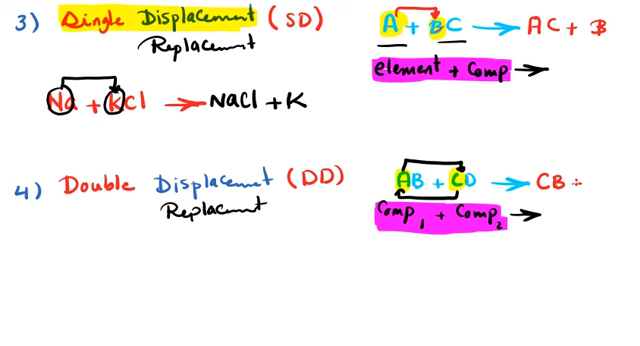 3) Single Displacement (SD)
Replacement
A + BC → AC + B
element + Comp →
Na + KCl → NaCl + K
4) Double Displacement (DD)
Replacement
AB + CD → CB +
Comp₁ + Comp₂ →